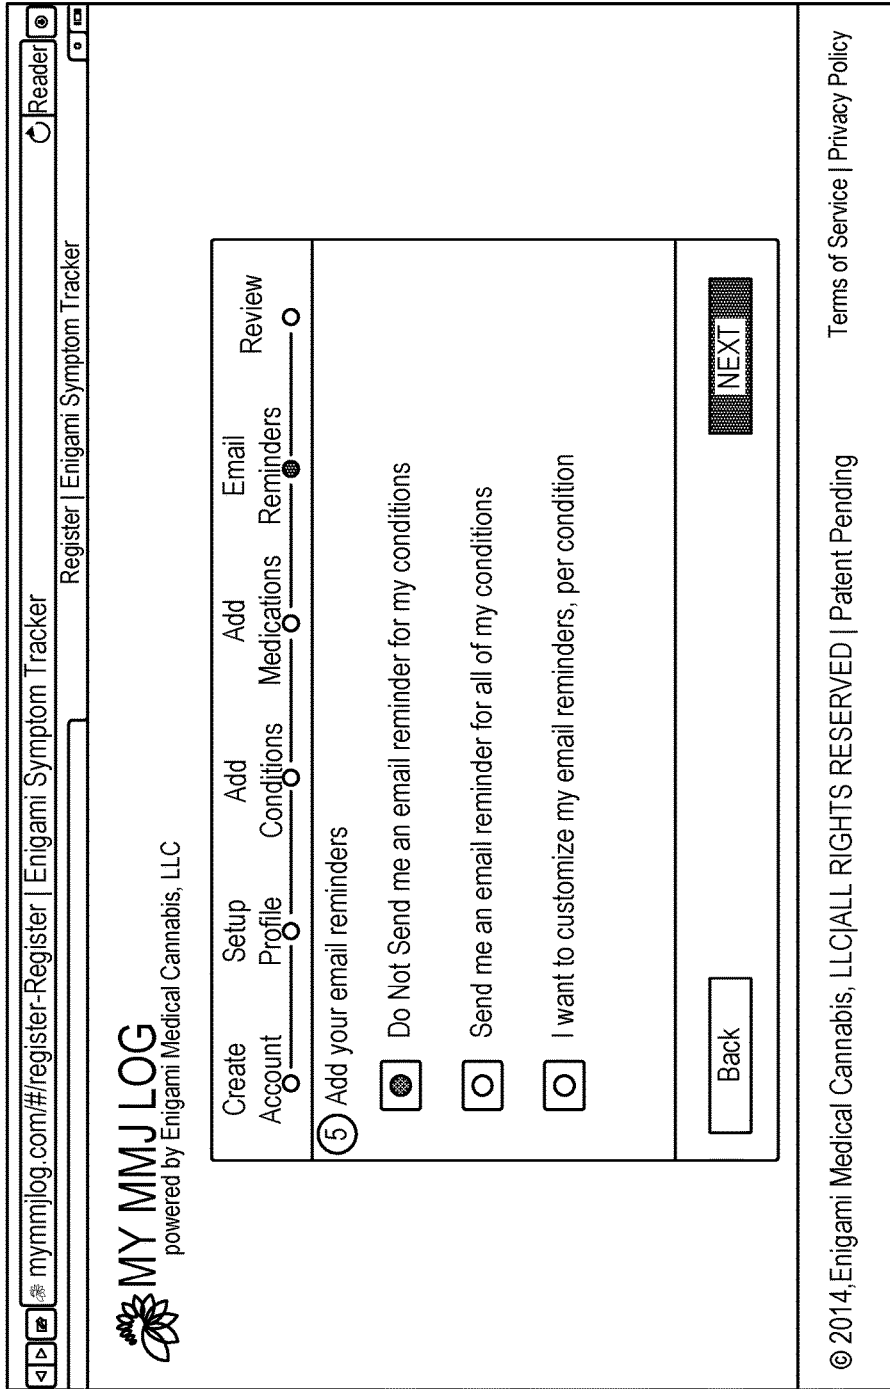 mymmjlog.com/#/register-Register | Enigami Symptom Tracker
Reader
Register | Enigami Symptom Tracker
MY MMJ LOG
powered by Enigami Medical Cannabis, LLC
Create Account
Setup Profile
Add Conditions
Add Medications
Email Reminders
Review
5 Add your email reminders
Do Not Send me an email reminder for my conditions
Send me an email reminder for all of my conditions
I want to customize my email reminders, per condition
Back
NEXT
© 2014,Enigami Medical Cannabis, LLC|ALL RIGHTS RESERVED | Patent Pending
Terms of Service | Privacy Policy